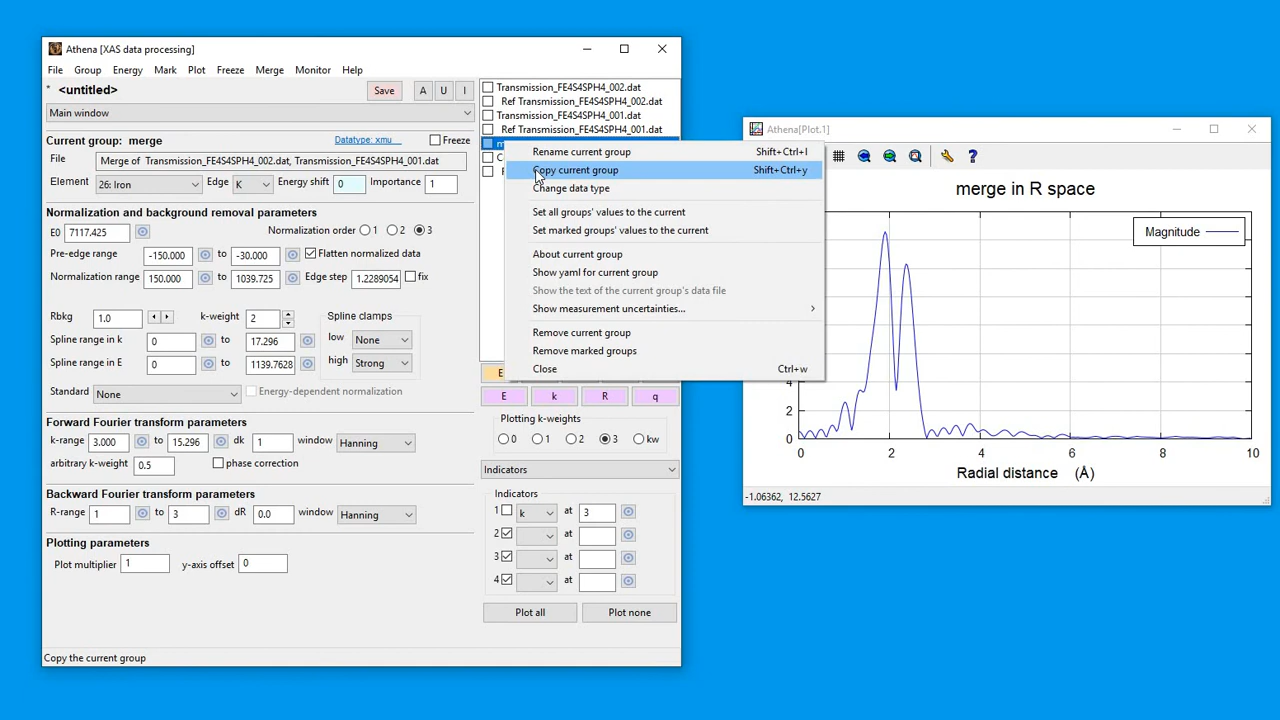 Athena [XAS data processing]
File Group Energy Mark Plot Freeze Merge Monitor Help
* <untitled> Save A U I
Main window
Current group: merge Datatype: xmu Freeze
File Merge of Transmission_FE4S4SPH4_002.dat, Transmission_FE4S4SPH4_001.dat
Element 26: Iron Edge K Energy shift 0 Importance 1
Normalization and background removal parameters
E0 7117.425 Normalization order 1 2 3
Pre-edge range -150.000 to -30.000 Flatten normalized data
Normalization range 150.000 to 1039.725 Edge step 1.2289054 fix
Rbkg 1.0 k-weight 2 Spline clamps
Spline range in k 0 to 17.296 low None
Spline range in E 0 to 1139.7628 high Strong
Standard None Energy-dependent normalization
Forward Fourier transform parameters
k-range 3.000 to 15.296 dk 1 window Hanning
arbitrary k-weight 0.5 phase correction
Backward Fourier transform parameters
R-range 1 to 3 dR 0.0 window Hanning
Plotting parameters
Plot multiplier 1 y-axis offset 0
Copy the current group
Transmission_FE4S4SPH4_002.dat
Ref Transmission_FE4S4SPH4_002.dat
Transmission_FE4S4SPH4_001.dat
Ref Transmission_FE4S4SPH4_001.dat
Rename current group Shift+Ctrl+l
Copy current group Shift+Ctrl+y
Change data type
Set all groups' values to the current
Set marked groups' values to the current
About current group
Show yaml for current group
Show the text of the current group's data file
Show measurement uncertainties...
Remove current group
Remove marked groups
Close Ctrl+w
E
E k R q
Plotting k-weights
0 1 2 3 kw
Indicators
Indicators
1 k at 3
2 at
3 at
4 at
Plot all Plot none
Athena[Plot.1]
merge in R space
Magnitude
4
2
0
0 2 4 6 8 10
Radial distance (Å)
-1.06362, 12.5627